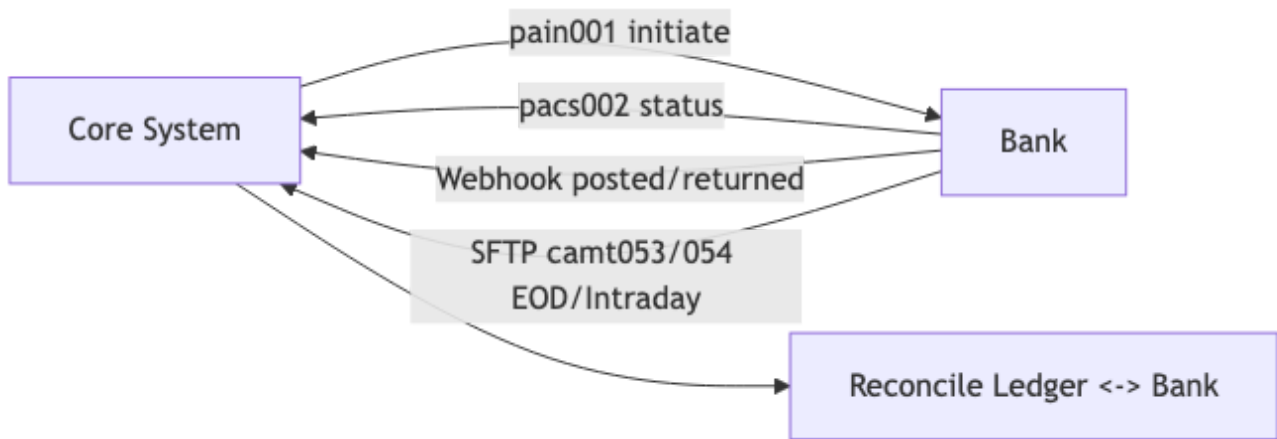 pain001 initiate
pacs002 status
Core System
Bank
Webhook posted/returned
SFTP camt053/054
EOD/Intraday
Reconcile Ledger <-> Bank